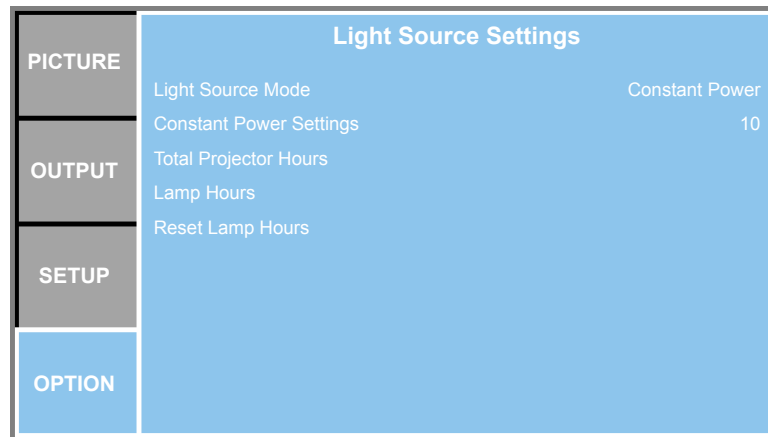 Light Source Settings
PICTURE
Light Source Mode Constant Power
Constant Power Settings 10
OUTPUT
Total Projector Hours
Lamp Hours
Reset Lamp Hours
SETUP
OPTION